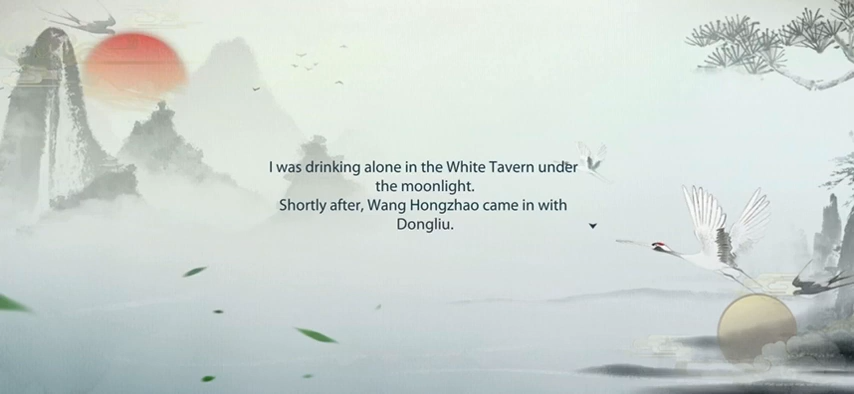 I was drinking alone in the White Tavern under
the moonlight.
Shortly after, Wang Hongzhao came in with
Dongliu.